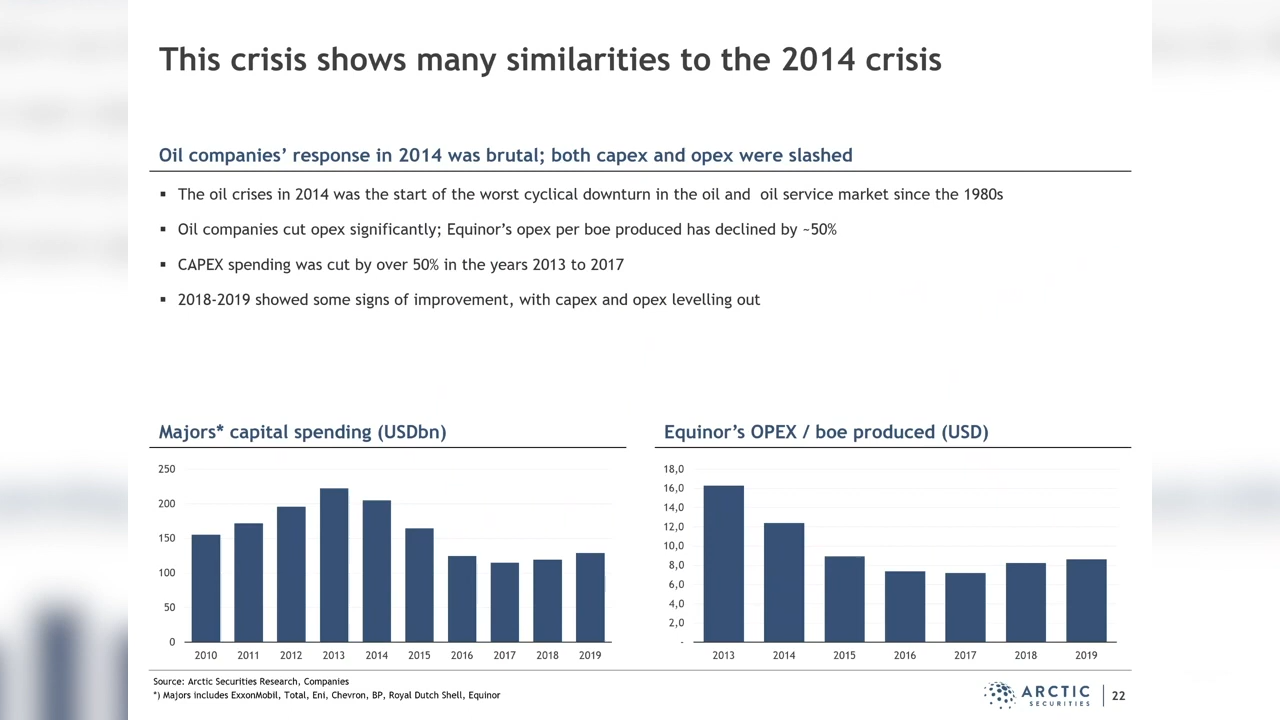 This crisis shows many similarities to the 2014 crisis
Oil companies’ response in 2014 was brutal; both capex and opex were slashed
▪ The oil crises in 2014 was the start of the worst cyclical downturn in the oil and  oil service market since the 1980s
▪ Oil companies cut opex significantly; Equinor’s opex per boe produced has declined by ~50%
▪ CAPEX spending was cut by over 50% in the years 2013 to 2017
▪ 2018-2019 showed some signs of improvement, with capex and opex levelling out
Majors* capital spending (USDbn)
250
200
150
100
50
0
2010 2011 2012 2013 2014 2015 2016 2017 2018 2019
Equinor’s OPEX / boe produced (USD)
18,0
16,0
14,0
12,0
10,0
8,0
6,0
4,0
2,0
-
2013 2014 2015 2016 2017 2018 2019
Source: Arctic Securities Research, Companies
*) Majors includes ExxonMobil, Total, Eni, Chevron, BP, Royal Dutch Shell, Equinor
ARCTIC
SECURITIES
22